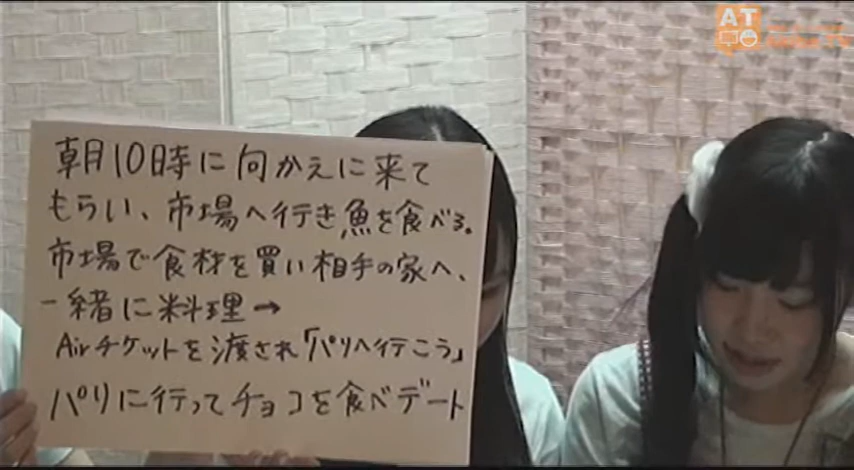 AT
朝10時に向かえに来て
もらい、市場へ行き、魚を食べる。
市場で食材を買い相手の家へ、
一緒に料理→
Airチケットを渡され「パリへ行こう」
パリに行ってチョコを食べデート